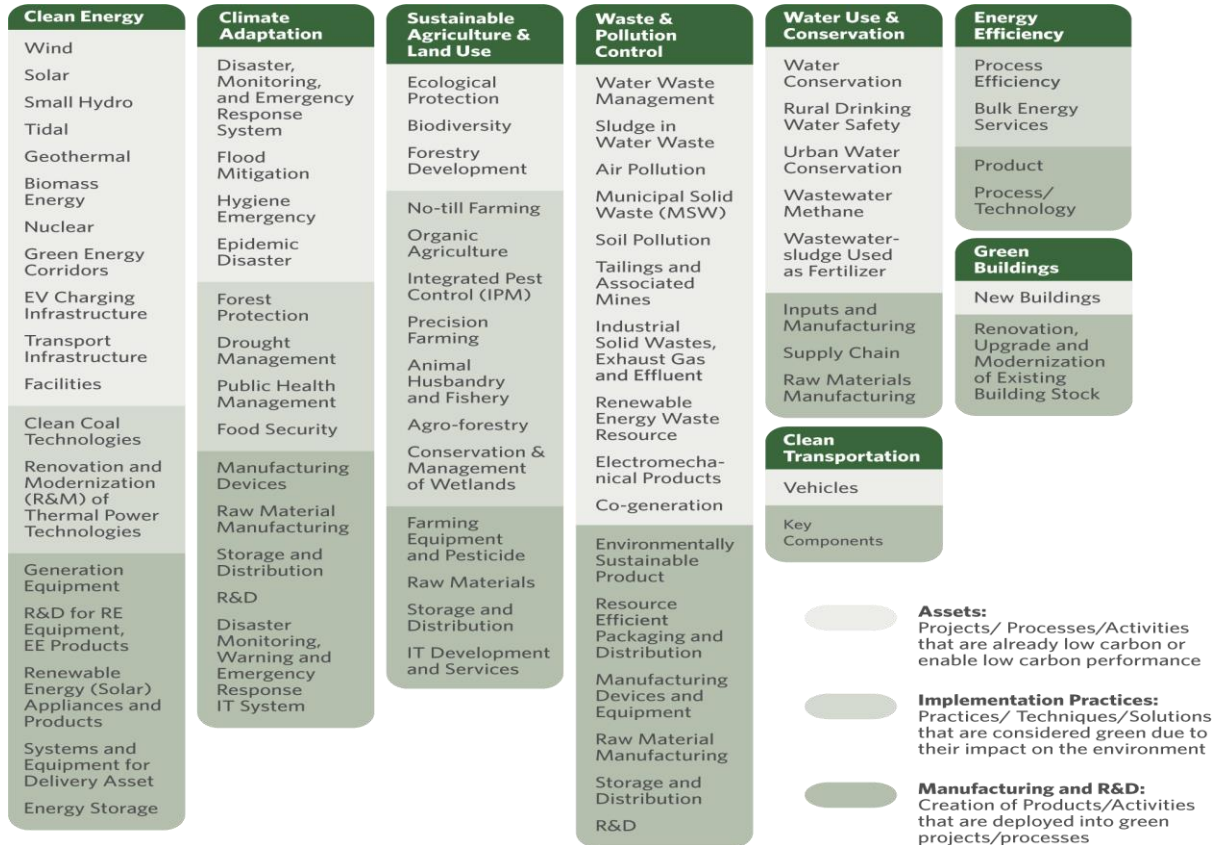 Clean Energy
Wind
Solar
Small Hydro
Tidal
Geothermal
Biomass
Energy
Nuclear
Green Energy
Corridors
EV Charging
Infrastructure
Transport
Infrastructure
Facilities
Clean Coal
Technologies
Renovation and
Modernization
(R&M) of
Thermal Power
Technologies
Generation
Equipment
R&D for RE
Equipment,
EE Products
Renewable
Energy (Solar)
Appliances and
Products
Systems and
Equipment for
Delivery Asset
Energy Storage
Climate
Adaptation
Disaster,
Monitoring,
and Emergency
Response
System
Flood
Mitigation
Hygiene
Emergency
Epidemic
Disaster
Forest
Protection
Drought
Management
Public Health
Management
Food Security
Manufacturing
Devices
Raw Material
Manufacturing
Storage and
Distribution
R&D
Disaster
Monitoring,
Warning and
Emergency
Response
IT System
Sustainable
Agriculture &
Land Use
Ecological
Protection
Biodiversity
Forestry
Development
No-till Farming
Organic
Agriculture
Integrated Pest
Control (IPM)
Precision
Farming
Animal
Husbandry
and Fishery
Agro-forestry
Conservation &
Management
of Wetlands
Farming
Equipment
and Pesticide
Raw Materials
Storage and
Distribution
IT Development
and Services
Waste &
Pollution
Control
Water Waste
Management
Sludge in
Water Waste
Air Pollution
Municipal Solid
Waste (MSW)
Soil Pollution
Tailings and
Associated
Mines
Industrial
Solid Wastes,
Exhaust Gas
and Effluent
Renewable
Energy Waste
Resource
Electromecha-
nical Products
Co-generation
Environmentally
Sustainable
Product
Resource
Efficient
Packaging and
Distribution
Manufacturing
Devices and
Equipment
Raw Material
Manufacturing
Storage and
Distribution
R&D
Water Use &
Conservation
Water
Conservation
Rural Drinking
Water Safety
Urban Water
Conservation
Wastewater
Methane
Wastewater-
sludge Used
as Fertilizer
Inputs and
Manufacturing
Supply Chain
Raw Materials
Manufacturing
Clean
Transportation
Vehicles
Key
Components
Energy
Efficiency
Process
Efficiency
Bulk Energy
Services
Product
Process/
Technology
Green
Buildings
New Buildings
Renovation,
Upgrade and
Modernization
of Existing
Building Stock
Assets:
Projects/ Processes/Activities
that are already low carbon or
enable low carbon performance
Implementation Practices:
Practices/ Techniques/Solutions
that are considered green due to
their impact on the environment
Manufacturing and R&D:
Creation of Products/Activities
that are deployed into green
projects/processes